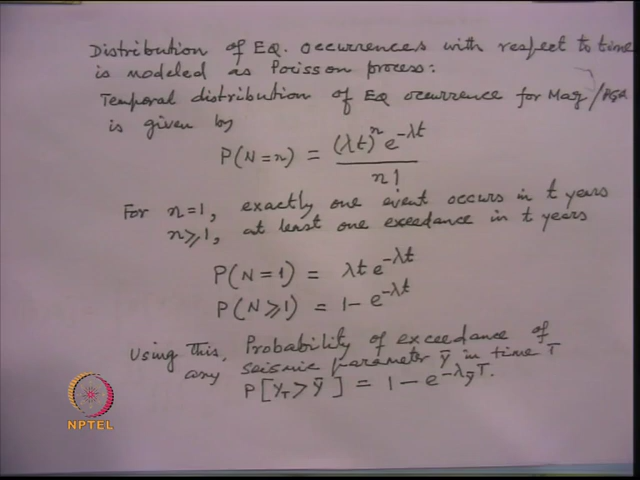 Distribution of EQ. occurrences with respect to time
is modeled as Poisson process:
Temporal distribution of EQ ocurrence for Mag/PGA
is given by
P(N=n) = (λt)^n e^{-λt} / n!
For n=1, exactly one event occurs in t years
n≥1, at least one exceedance in t years
P(N=1) = λt e^{-λt}
P(N≥1) = 1 - e^{-λt}
Using this, Probability of exceedance of
any seismic parameter ȳ in time T
P[Y_T > ȳ] = 1 - e^{-λ_ȳ T}.
NPTEL